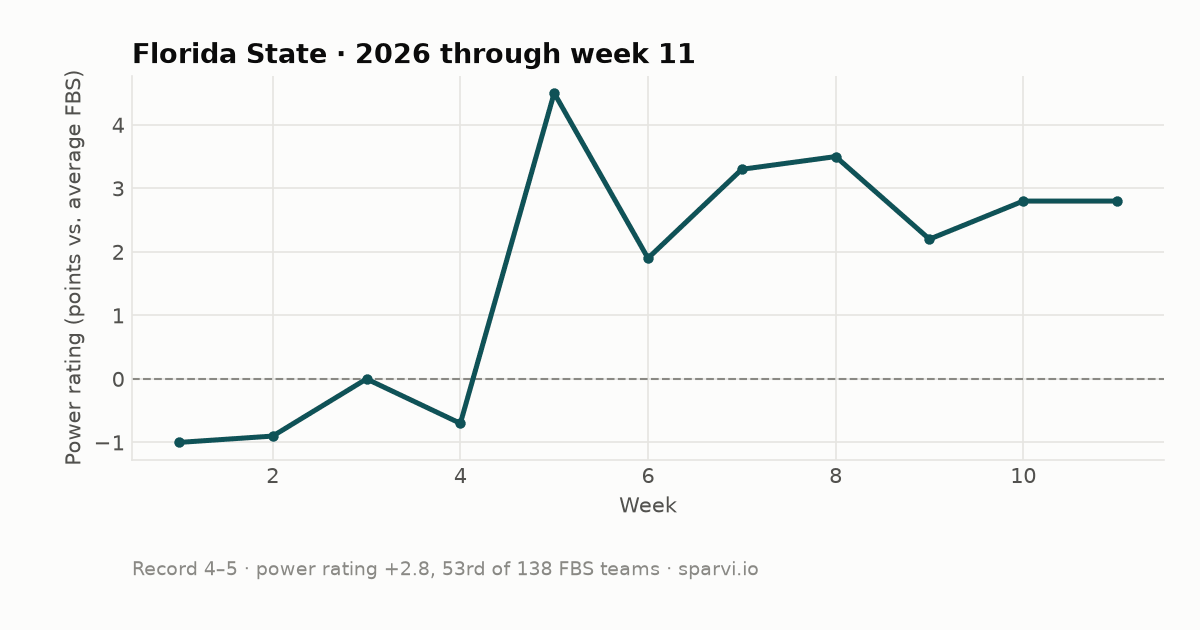 Florida State · 2026 through week 11
Power rating (points vs. average FBS)
4
3
2
1
0
−1
2
4
6
8
10
Week
Record 4–5 · power rating +2.8, 53rd of 138 FBS teams · sparvi.io